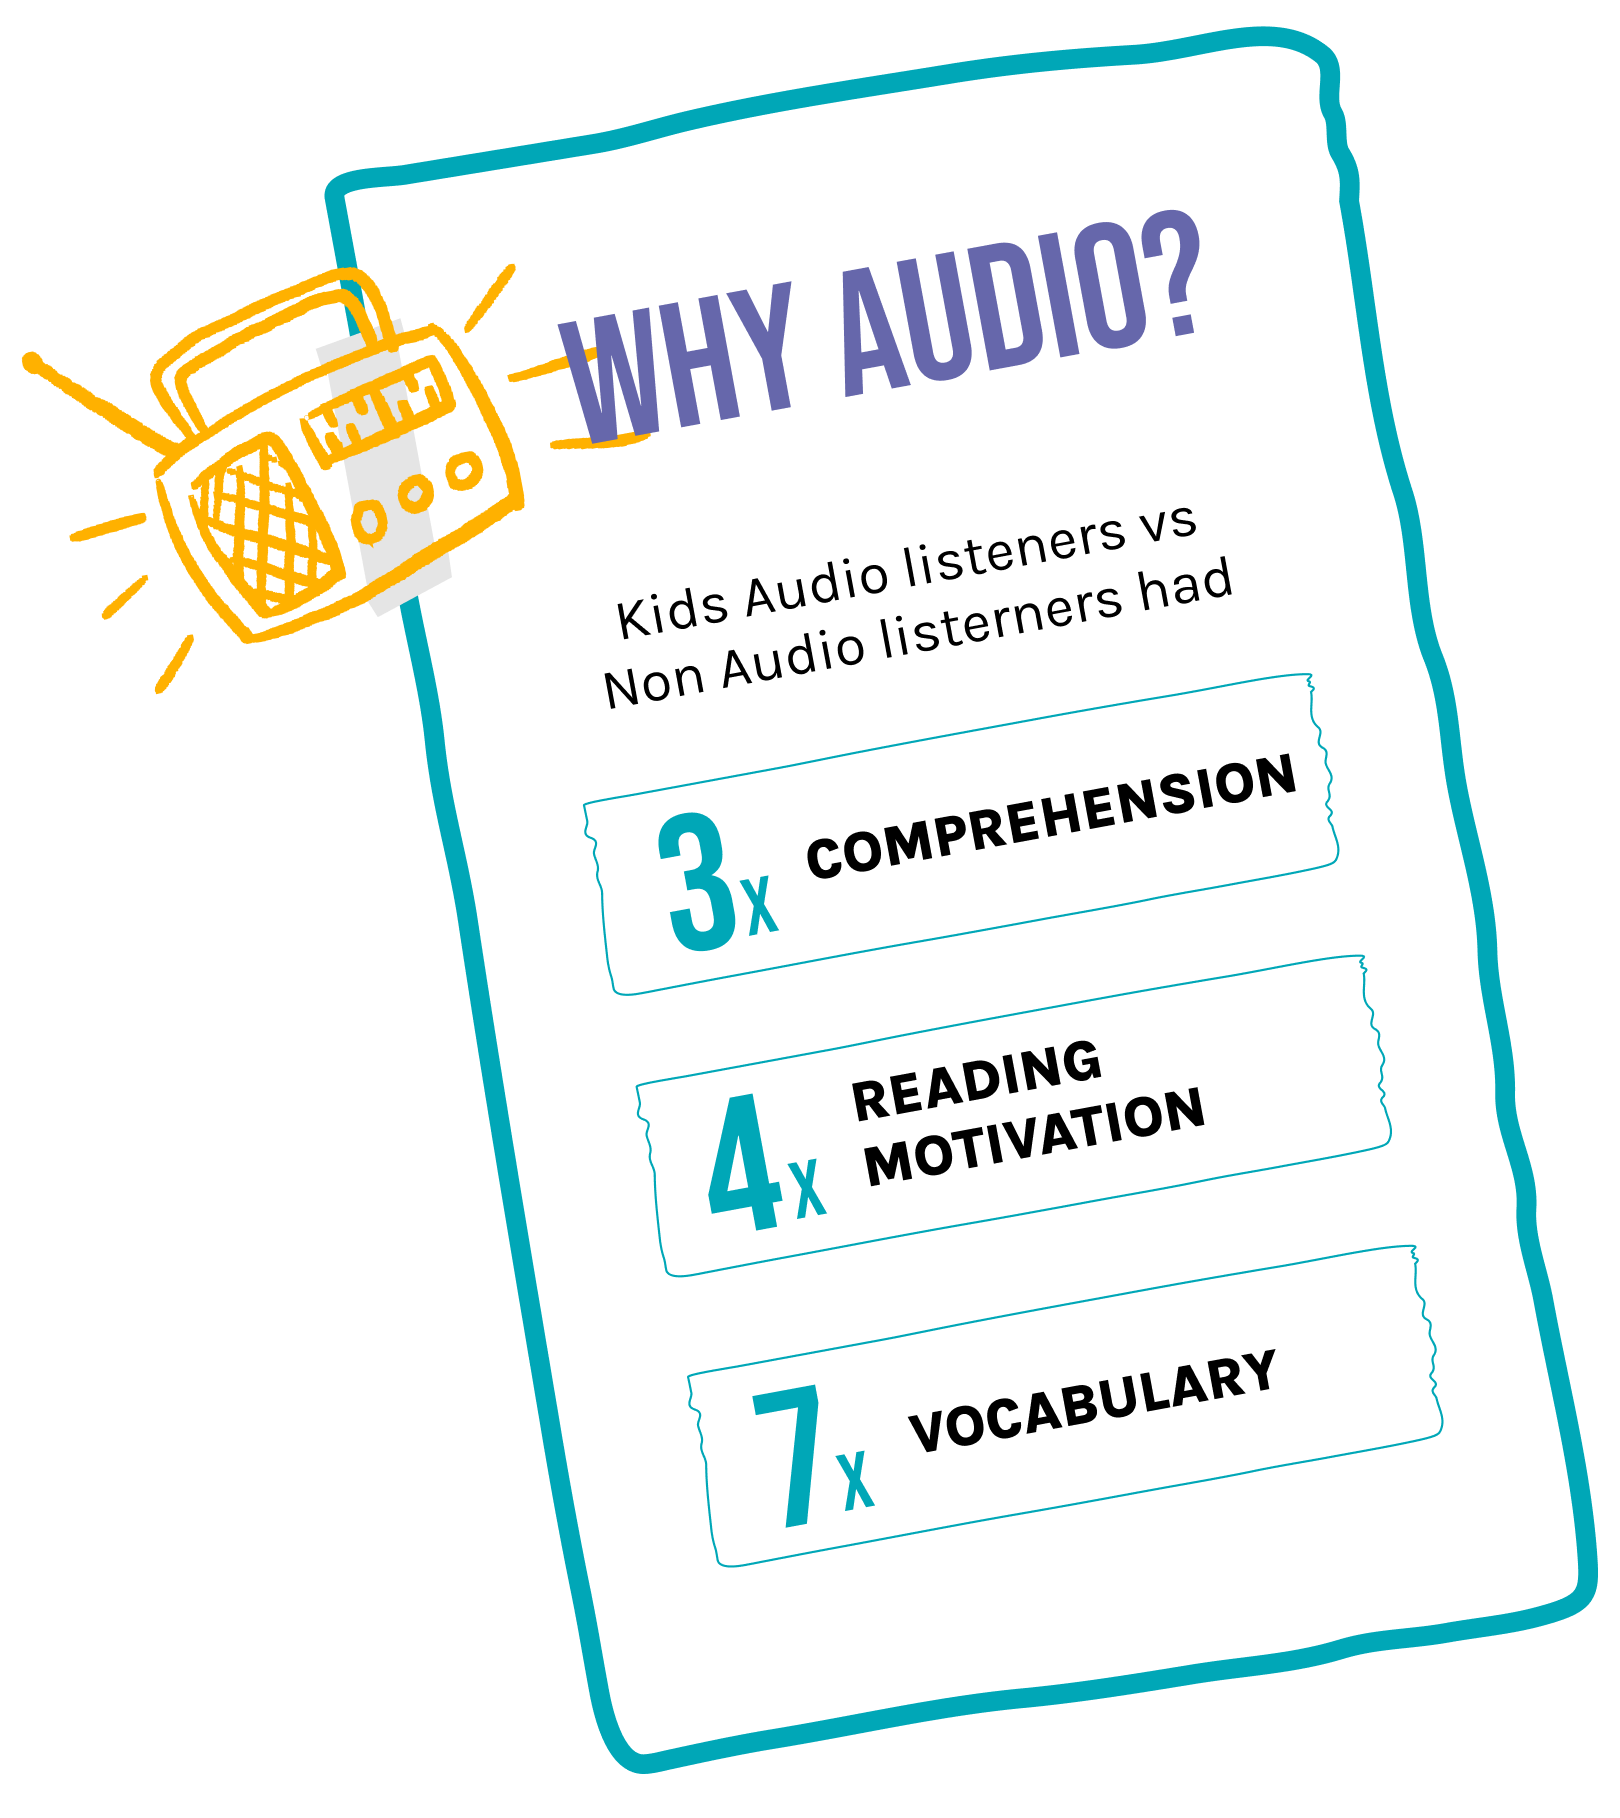 WHY AUDIO?
Kids Audio listeners vs
Non Audio listerners had
3x COMPREHENSION
4x READING
MOTIVATION
7x VOCABULARY